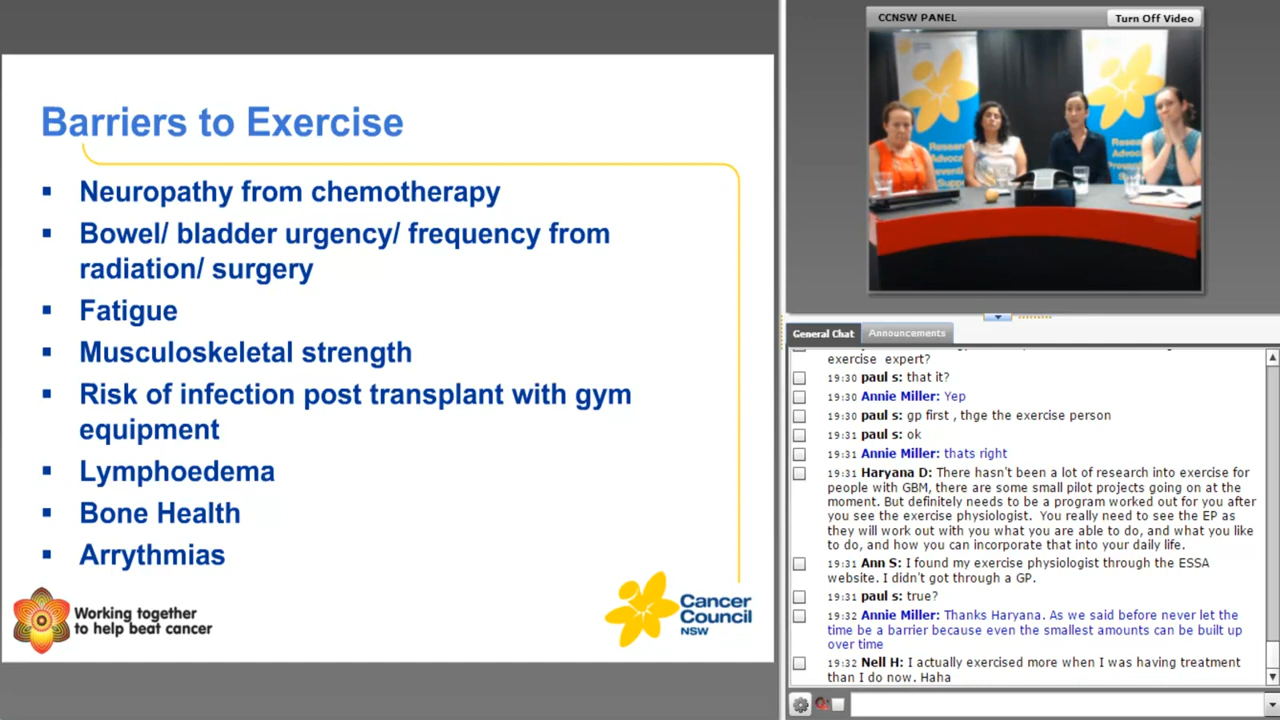 Barriers to Exercise
▪ Neuropathy from chemotherapy
▪ Bowel/ bladder urgency/ frequency from
radiation/ surgery
▪ Fatigue
▪ Musculoskeletal strength
▪ Risk of infection post transplant with gym
equipment
▪ Lymphoedema
▪ Bone Health
▪ Arrythmias
Working together
to help beat cancer
Cancer
Council
NSW
CCNSW PANEL
Turn Off Video
General Chat
Announcements
exercise expert?
19:30 paul s: that it?
19:30 Annie Miller: Yep
19:30 paul s: gp first , thge the exercise person
19:31 paul s: ok
19:31 Annie Miller: thats right
19:31 Haryana D: There hasn't been a lot of research into exercise for
people with GBM, there are some small pilot projects going on at the
moment. But definitely needs to be a program worked out for you after
you see the exercise physiologist. You really need to see the EP as
they will work out with you what you are able to do, and what you like
to do, and how you can incorporate that into your daily life.
19:31 Ann S: I found my exercise physiologist through the ESSA
website. I didn't got through a GP.
19:31 paul s: true?
19:32 Annie Miller: Thanks Haryana. As we said before never let the
time be a barrier because even the smallest amounts can be built up
over time
19:32 Nell H: I actually exercised more when I was having treatment
than I do now. Haha